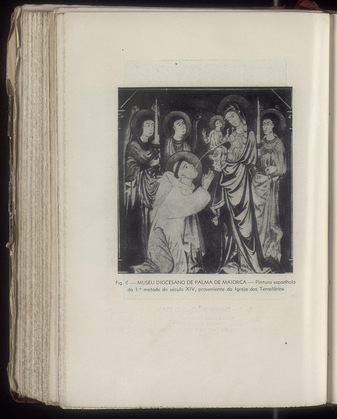 Fig. 6 — MUSEU DIOCESANO DE PALMA DE MAIORCA — Pintura espanhola
da 1.ª metade do século XIV, proveniente da Igreja dos Templários